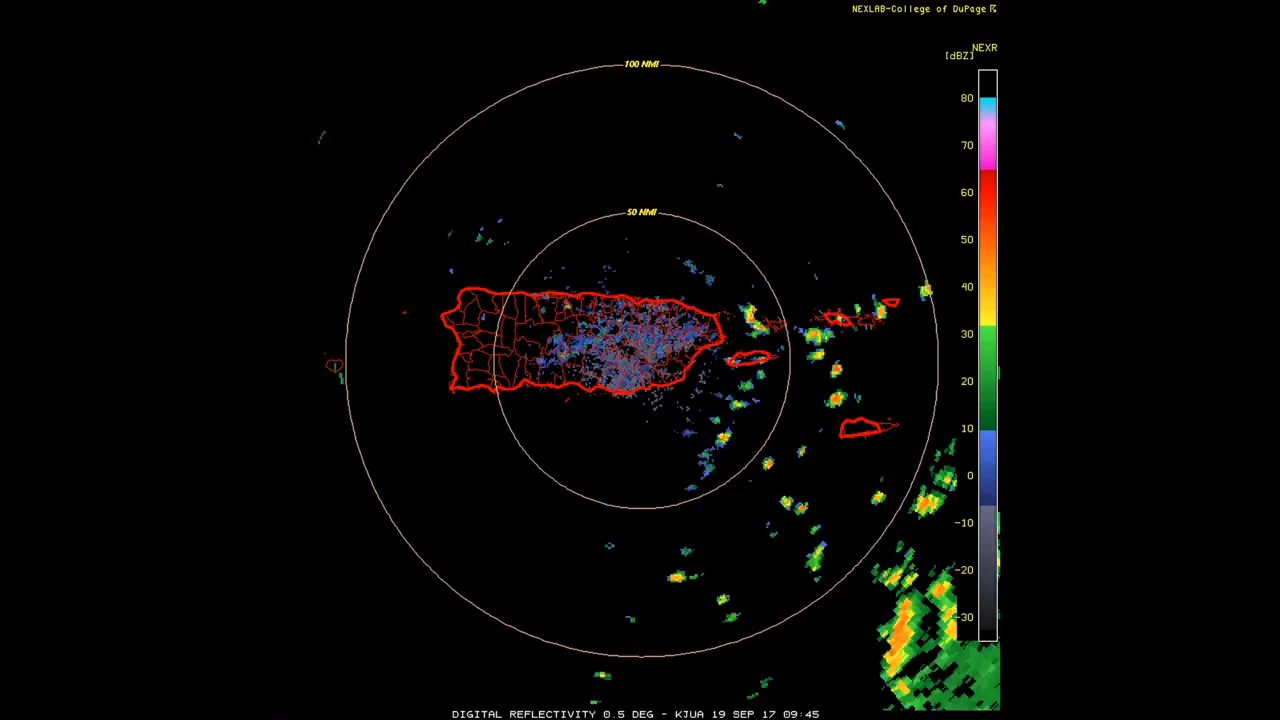 NEXLAB-College of DuPage
NEXR
[dBZ]
100 NMI
80
70
60
50 NMI
50
40
30
20
10
0
-10
-20
-30
DIGITAL REFLECTIVITY 0.5 DEG - KJUA 19 SEP 17 09:45